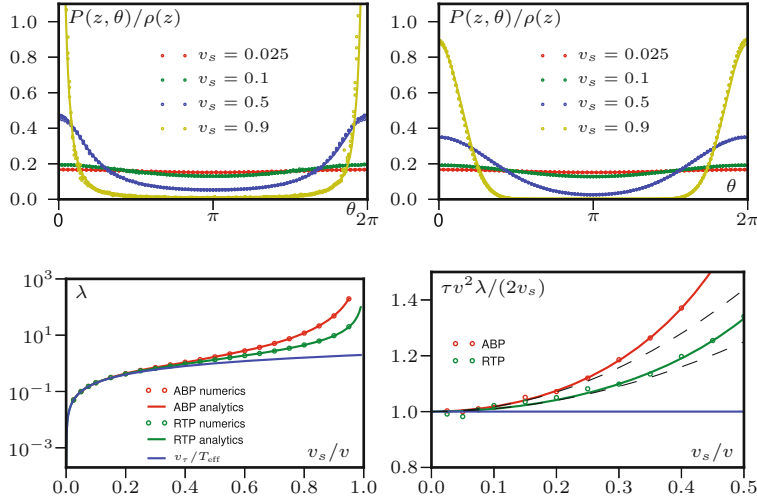 P(z, θ)/ρ(z)
v_s = 0.025
v_s = 0.1
v_s = 0.5
v_s = 0.9
1.0
0.8
0.6
0.4
0.2
0.0
0
π
θ
2π
P(z, θ)/ρ(z)
v_s = 0.025
v_s = 0.1
v_s = 0.5
v_s = 0.9
1.0
0.8
0.6
0.4
0.2
0.0
0
π
θ
2π
λ
10^3
10^1
10^-1
10^-3
ABP numerics
ABP analytics
RTP numerics
RTP analytics
v_τ/T_eff
v_s/v
0.0 0.2 0.4 0.6 0.8 1.0
τv^2λ/(2v_s)
1.4
1.2
1.0
0.8
ABP
RTP
v_s/v
0.0 0.1 0.2 0.3 0.4 0.5